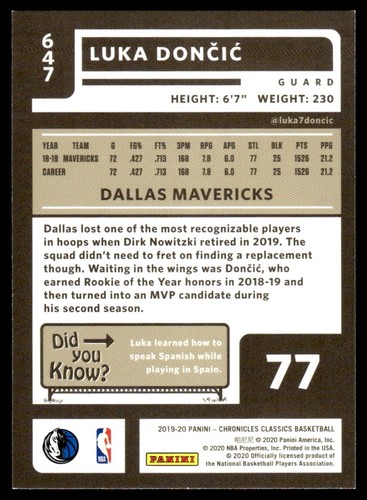 647
LUKA DONČIĆ
GUARD
HEIGHT: 6'7" WEIGHT: 230
@luka7doncic
YEAR TEAM G FG% FT% 3PM RPG APG STL BLK PTS PPG
18-19 MAVERICKS 72 .427 .713 168 7.8 6.0 77 25 1526 21.2
CAREER 72 .427 .713 168 7.8 6.0 77 25 1526 21.2
DALLAS MAVERICKS
Dallas lost one of the most recognizable players
in hoops when Dirk Nowitzki retired in 2019. The
squad didn't need to fret on finding a replacement
though. Waiting in the wings was Dončić, who
earned Rookie of the Year honors in 2018-19 and
then turned into an MVP candidate during
his second season.
Did
you
Know?
Luka learned how to
speak Spanish while
playing in Spain.
77
2019-20 PANINI – CHRONICLES CLASSICS BASKETBALL
帕尼尼 © 2020 Panini America, Inc.
© 2020 NBA Properties, Inc. Printed in the USA.
© 2020 Officially licensed product of
the National Basketball Players Association.
NBA
PANINI